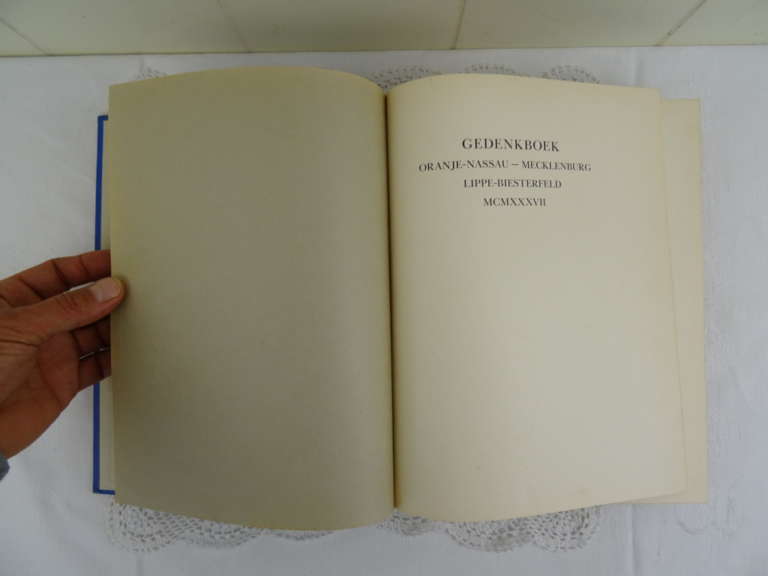 GEDENKBOEK
ORANJE-NASSAU – MECKLENBURG
LIPPE-BIESTERFELD
MCMXXXVII